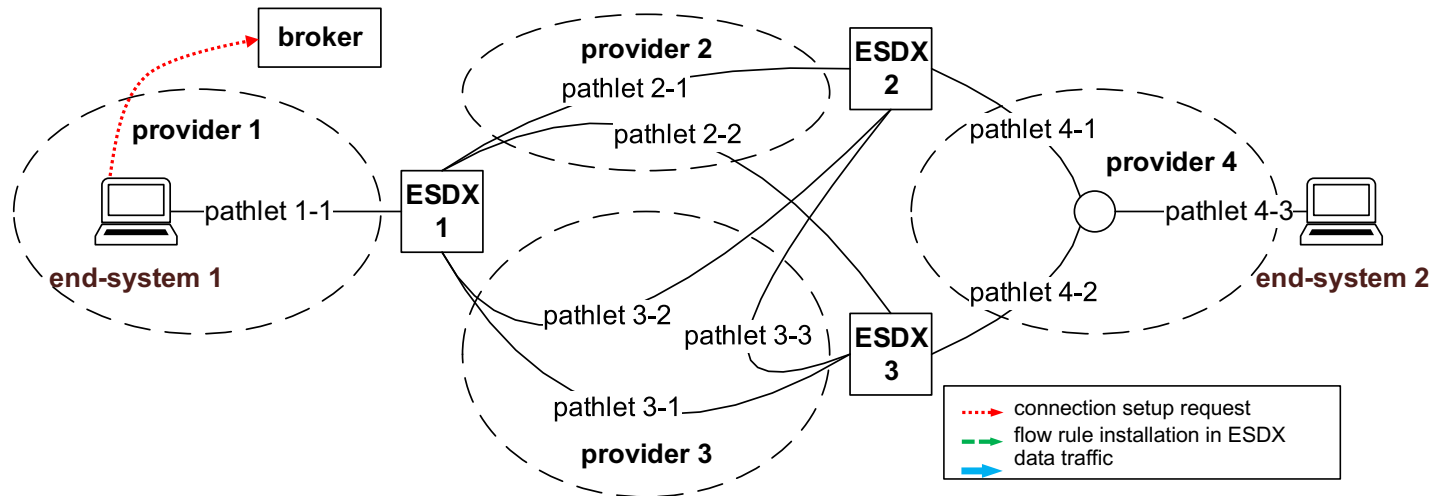 broker
provider 2
ESDX
2
pathlet 2-1
provider 1
pathlet 2-2
pathlet 4-1
provider 4
ESDX
1
pathlet 1-1
pathlet 4-3
end-system 1
end-system 2
pathlet 4-2
pathlet 3-2
pathlet 3-3
ESDX
3
pathlet 3-1
provider 3
connection setup request
flow rule installation in ESDX
data traffic